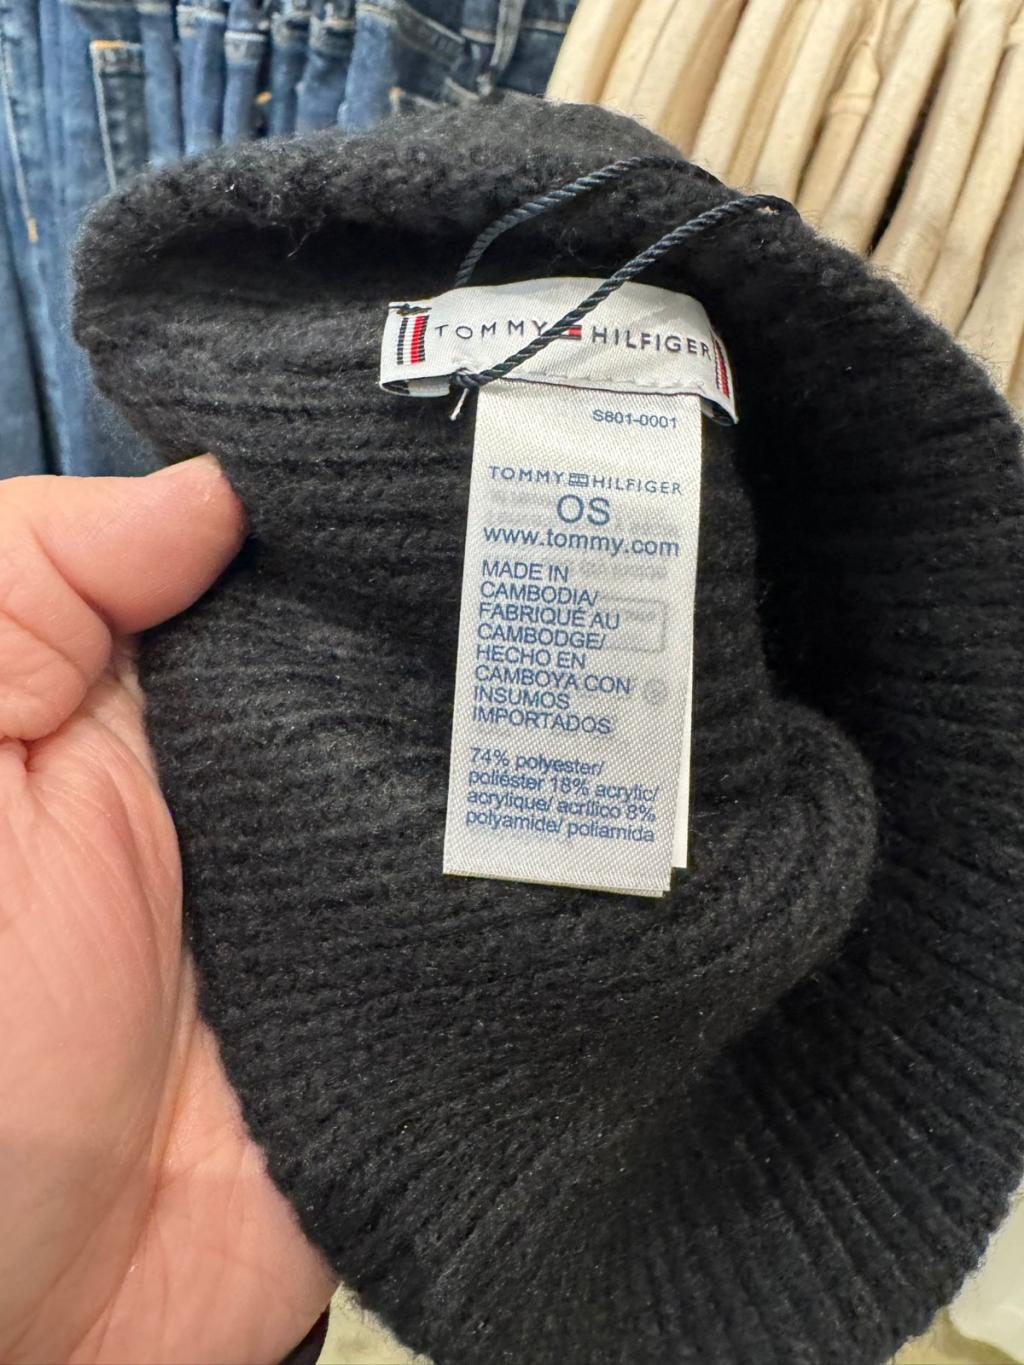 TOMMY HILFIGER
S801-0001
TOMMY HILFIGER
OS
www.tommy.com
MADE IN
CAMBODIA/
FABRIQUÉ AU
CAMBODGE/
HECHO EN
CAMBOYA CON
INSUMOS
IMPORTADOS
74% polyester/
poliéster 18% acrylic/
acrylique/ acrílico 8%
polyamide/ poliamida